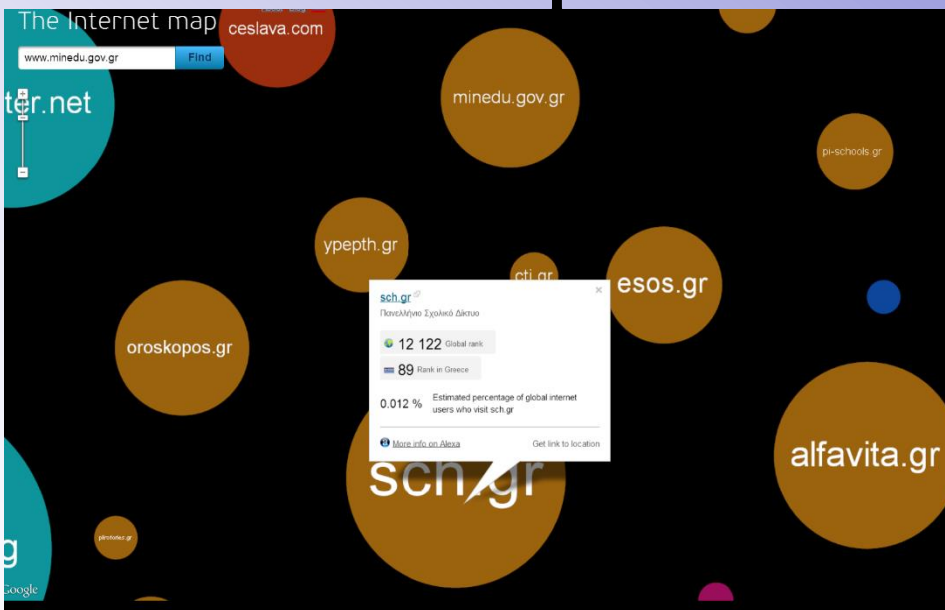 The Internet map
ceslava.com
www.minedu.gov.gr
Find
ter.net
minedu.gov.gr
pi-schools.gr
ypepth.gr
cti.gr
esos.gr
sch.gr
Πανελλήνιο Σχολικό Δίκτυο
12 122 Global rank
89 Rank in Greece
0.012 %
Estimated percentage of global internet
users who visit sch.gr
More info on Alexa
Get link to location
oroskopos.gr
alfavita.gr
sch.gr
g
Google